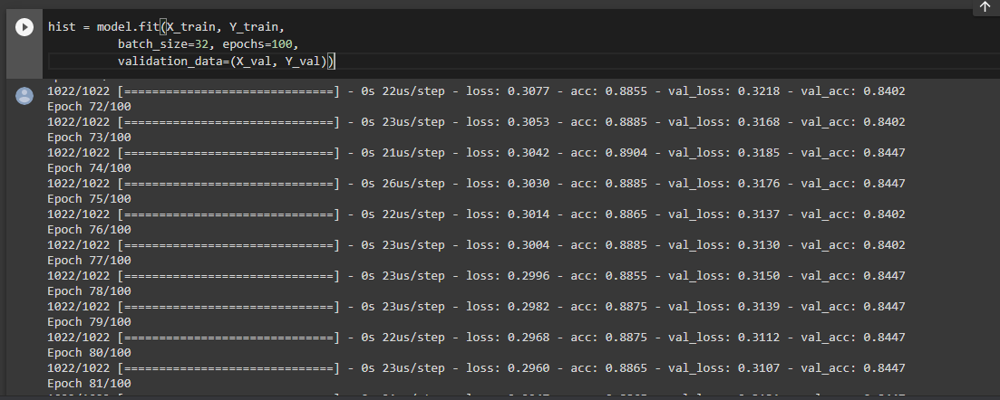 hist = model.fit(X_train, Y_train,
batch_size=32, epochs=100,
validation_data=(X_val, Y_val))
1022/1022 [==============================] - 0s 22us/step - loss: 0.3077 - acc: 0.8855 - val_loss: 0.3218 - val_acc: 0.8402
Epoch 72/100
1022/1022 [==============================] - 0s 23us/step - loss: 0.3053 - acc: 0.8885 - val_loss: 0.3168 - val_acc: 0.8402
Epoch 73/100
1022/1022 [==============================] - 0s 21us/step - loss: 0.3042 - acc: 0.8904 - val_loss: 0.3185 - val_acc: 0.8447
Epoch 74/100
1022/1022 [==============================] - 0s 26us/step - loss: 0.3030 - acc: 0.8885 - val_loss: 0.3176 - val_acc: 0.8447
Epoch 75/100
1022/1022 [==============================] - 0s 22us/step - loss: 0.3014 - acc: 0.8865 - val_loss: 0.3137 - val_acc: 0.8402
Epoch 76/100
1022/1022 [==============================] - 0s 23us/step - loss: 0.3004 - acc: 0.8885 - val_loss: 0.3130 - val_acc: 0.8402
Epoch 77/100
1022/1022 [==============================] - 0s 23us/step - loss: 0.2996 - acc: 0.8855 - val_loss: 0.3150 - val_acc: 0.8447
Epoch 78/100
1022/1022 [==============================] - 0s 23us/step - loss: 0.2982 - acc: 0.8875 - val_loss: 0.3139 - val_acc: 0.8447
Epoch 79/100
1022/1022 [==============================] - 0s 22us/step - loss: 0.2968 - acc: 0.8875 - val_loss: 0.3112 - val_acc: 0.8447
Epoch 80/100
1022/1022 [==============================] - 0s 23us/step - loss: 0.2960 - acc: 0.8865 - val_loss: 0.3107 - val_acc: 0.8447
Epoch 81/100